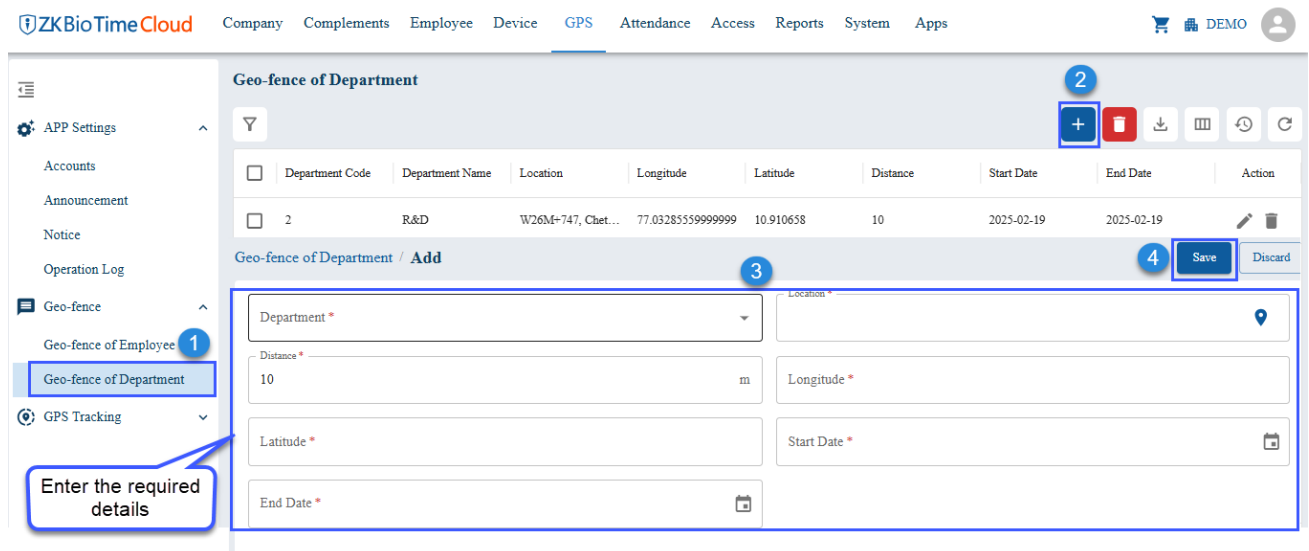 ZKBioTime Cloud Company Complements Employee Device GPS Attendance Access Reports System Apps DEMO
Geo-fence of Department
2
APP Settings
Accounts
Announcement
Notice
Operation Log
Geo-fence
Geo-fence of Employee 1
Geo-fence of Department
GPS Tracking
Enter the required
details
Department Code Department Name Location Longitude Latitude Distance Start Date End Date Action
2 R&D W26M+747, Chet... 77.03285559999999 10.910658 10 2025-02-19 2025-02-19
Geo-fence of Department / Add
4 Save Discard
3
Department * Location *
Distance *
10 m Longitude *
Latitude * Start Date *
End Date *